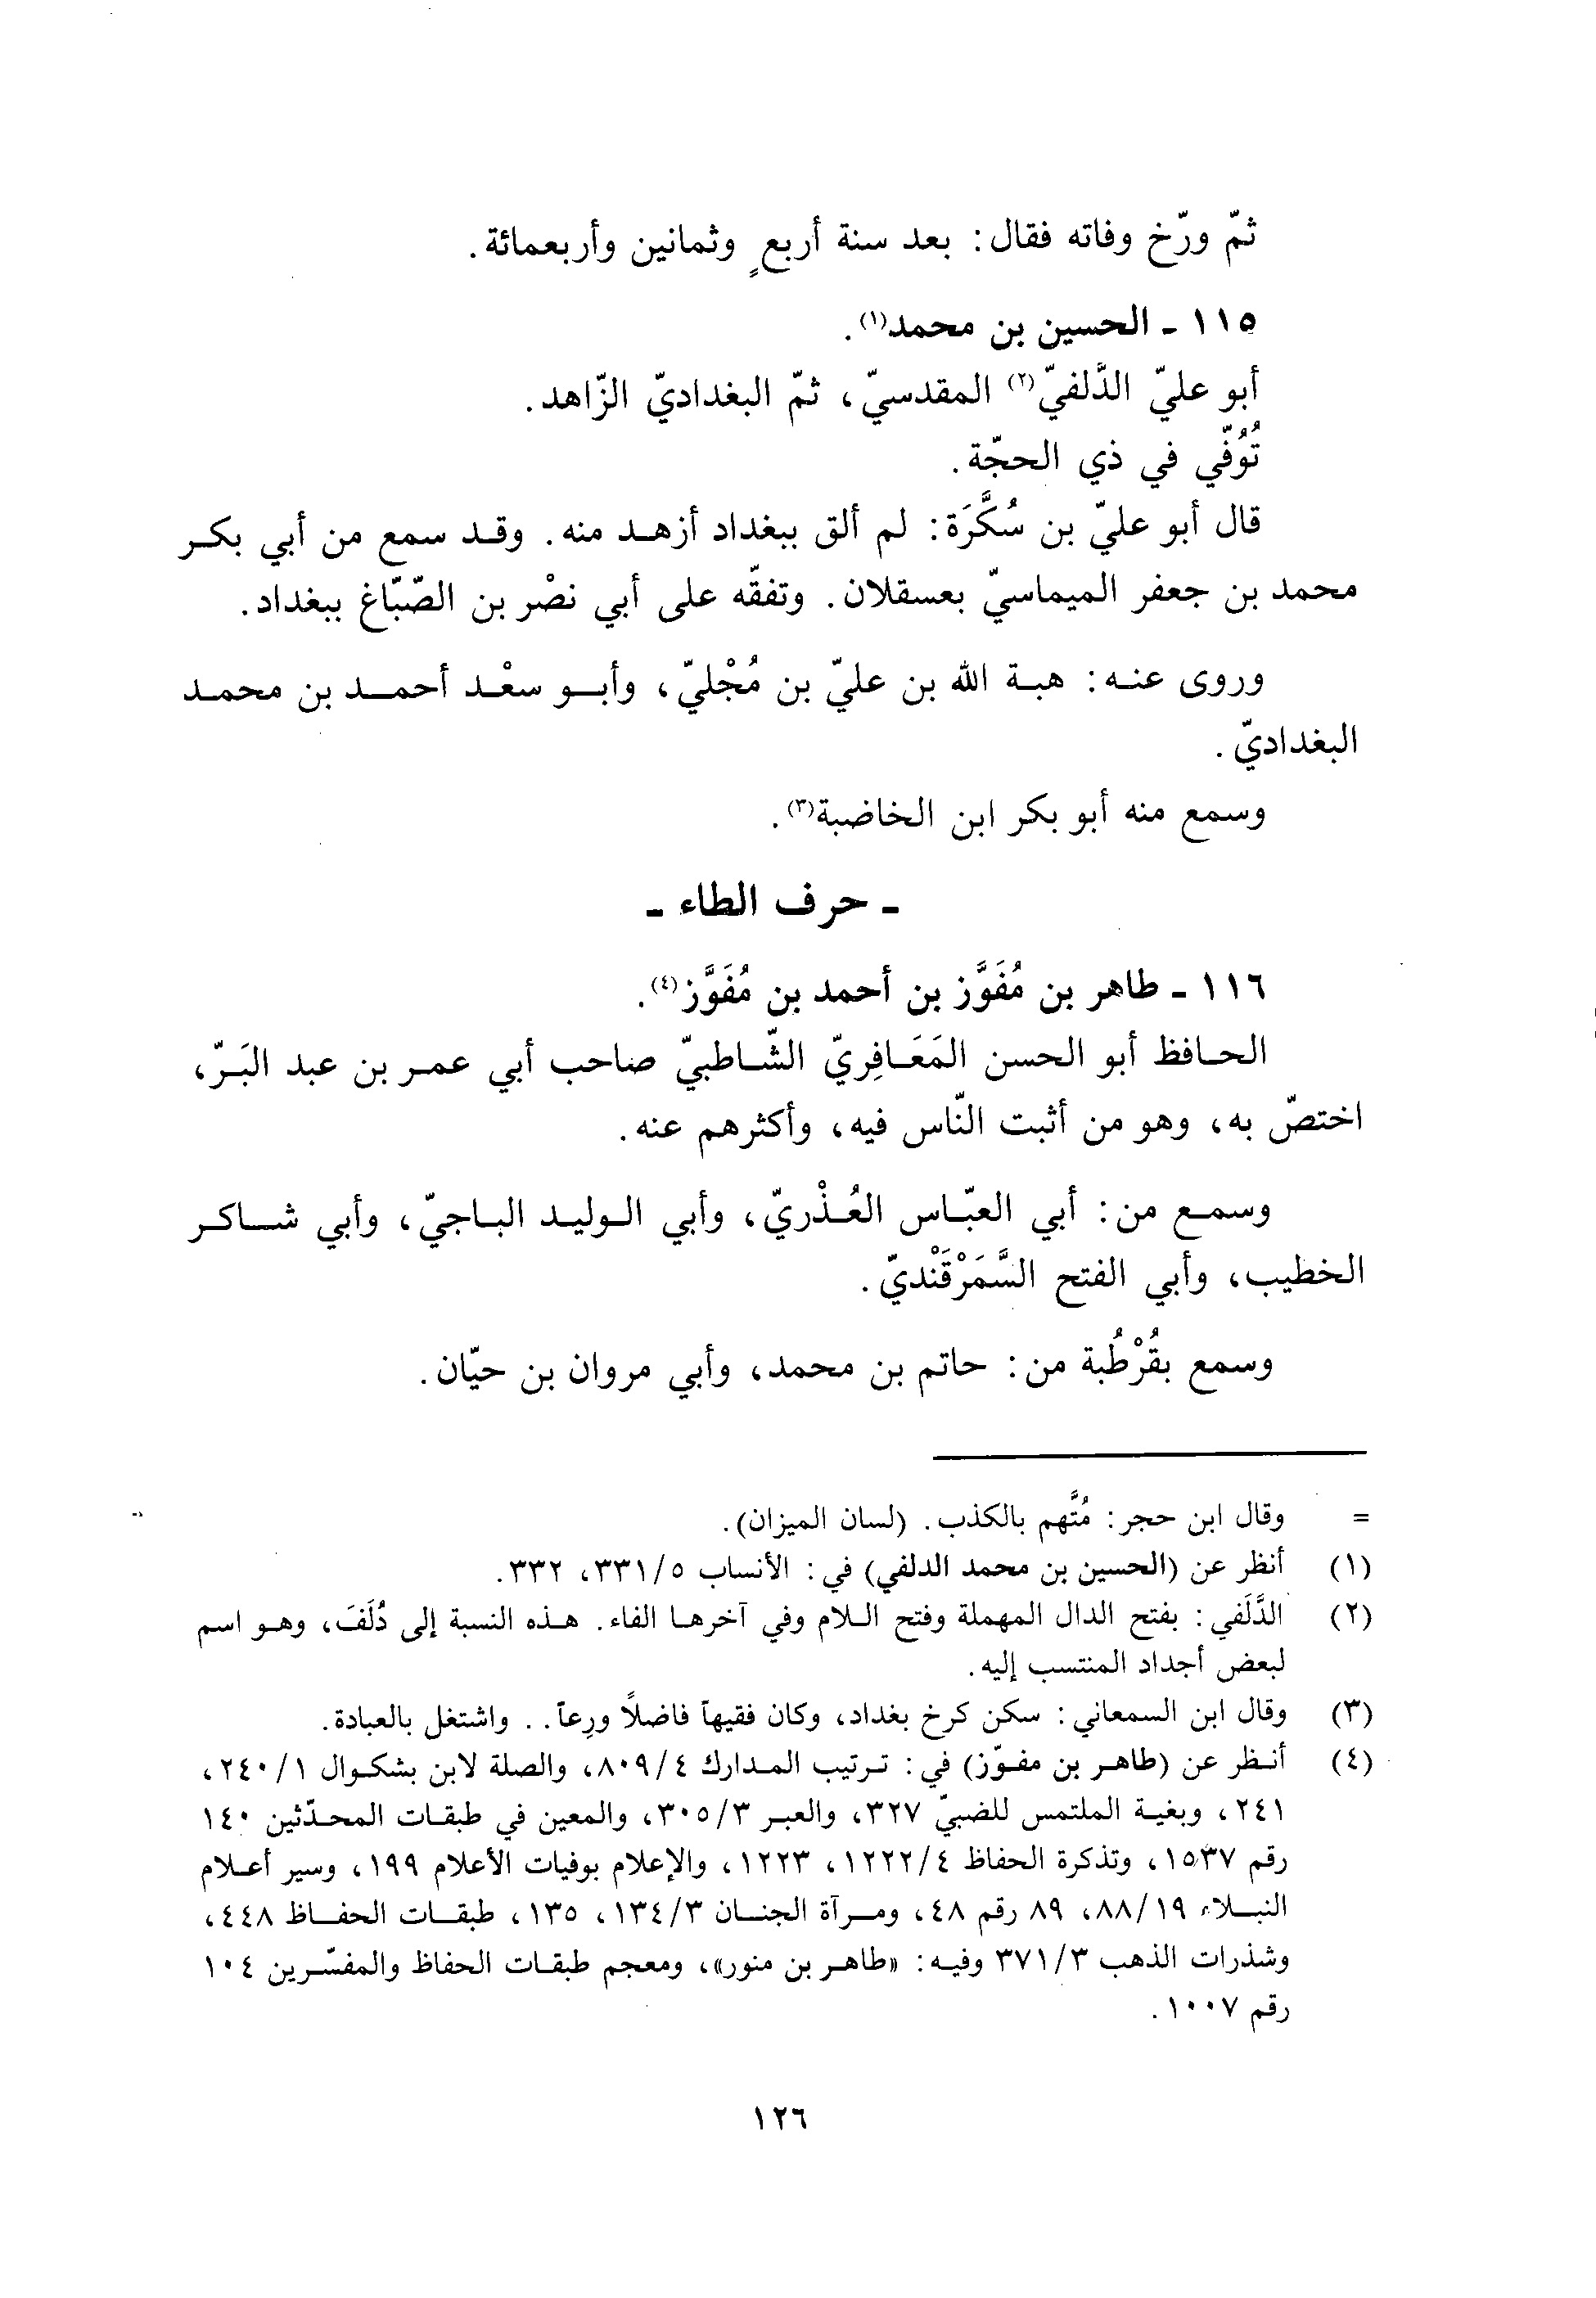 ثمّ ورّخ وفاته فقال: بعد سنة أربعٍ وثمانين وأربعمائة.
١١٥ - الحسين بن محمد(١).
أبو عليّ الدَّلفيّ(٢) المقدسيّ، ثمّ البغداديّ الزّاهد.
تُوُفّي في ذي الحجّة.
قال أبو عليّ بن سُكَّرَة: لم ألق ببغداد أزهد منه. وقد سمع من أبي بكر
محمد بن جعفر الميماسيّ بعسقلان. وتفقّه على أبي نصْر بن الصّبّاغ ببغداد.
وروى عنه: هبة الله بن عليّ بن مُجْليّ، وأبو سعْد أحمد بن محمد
البغداديّ.
وسمع منه أبو بكر ابن الخاضبة(٣).
- حرف الطاء -
١١٦ - طاهر بن مُفَوَّز بن أحمد بن مُفَوَّز(٤).
الحافظ أبو الحسن المَعَافِريّ الشّاطبيّ صاحب أبي عمر بن عبد البَرّ،
اختصّ به، وهو من أثبت النّاس فيه، وأكثرهم عنه.
وسمع من: أبي العبّاس العُذْريّ، وأبي الوليد الباجيّ، وأبي شاكر
الخطيب، وأبي الفتح السَّمَرْقَنْديّ.
وسمع بقُرْطُبة من: حاتم بن محمد، وأبي مروان بن حيّان.
= وقال ابن حجر: مُتَّهم بالكذب. (لسان الميزان).
(١) أنظر عن (الحسين بن محمد الدلفي) في: الأنساب ٣٣١/٥، ٣٣٢.
(٢) الدَّلَفي: بفتح الدال المهملة وفتح اللام وفي آخرها الفاء. هذه النسبة إلى دُلَفَ، وهو اسم
لبعض أجداد المنتسب إليه.
(٣) وقال ابن السمعاني: سكن كرخ بغداد، وكان فقيهاً فاضلًا ورِعاً. . واشتغل بالعبادة.
(٤) أنظر عن (طاهر بن مفوّز) في: ترتيب المدارك ٨٠٩/٤، والصلة لابن بشكوال ٢٤٠/١،
٢٤١، وبغية الملتمس للضبيّ ٣٢٧، والعبر ٣٠٥/٣، والمعين في طبقات المحدّثين ١٤٠
رقم ١٥٣٧، وتذكرة الحفاظ ١٢٢٢/٤، ١٢٢٣، والإعلام بوفيات الأعلام ١٩٩، وسير أعلام
النبلاء ٨٨/١٩، ٨٩ رقم ٤٨، ومرآة الجنان ١٣٤/٣، ١٣٥، طبقات الحفاظ ٤٤٨،
وشذرات الذهب ٣٧١/٣ وفيه: «طاهر بن منور»، ومعجم طبقات الحفاظ والمفسّرين ١٠٤
رقم ١٠٠٧.
١٢٦